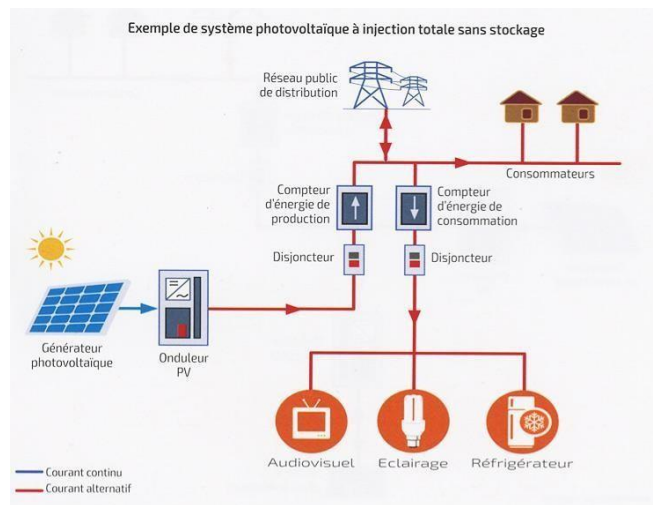 Exemple de système photovoltaïque à injection totale sans stockage
Réseau public
de distribution
Consommateurs
Compteur
d'énergie de
production
Compteur
d'énergie de
consommation
Disjoncteur
Disjoncteur
Générateur
photovoltaïque
Onduleur
PV
Audiovisuel
Eclairage
Réfrigérateur
Courant continu
Courant alternatif